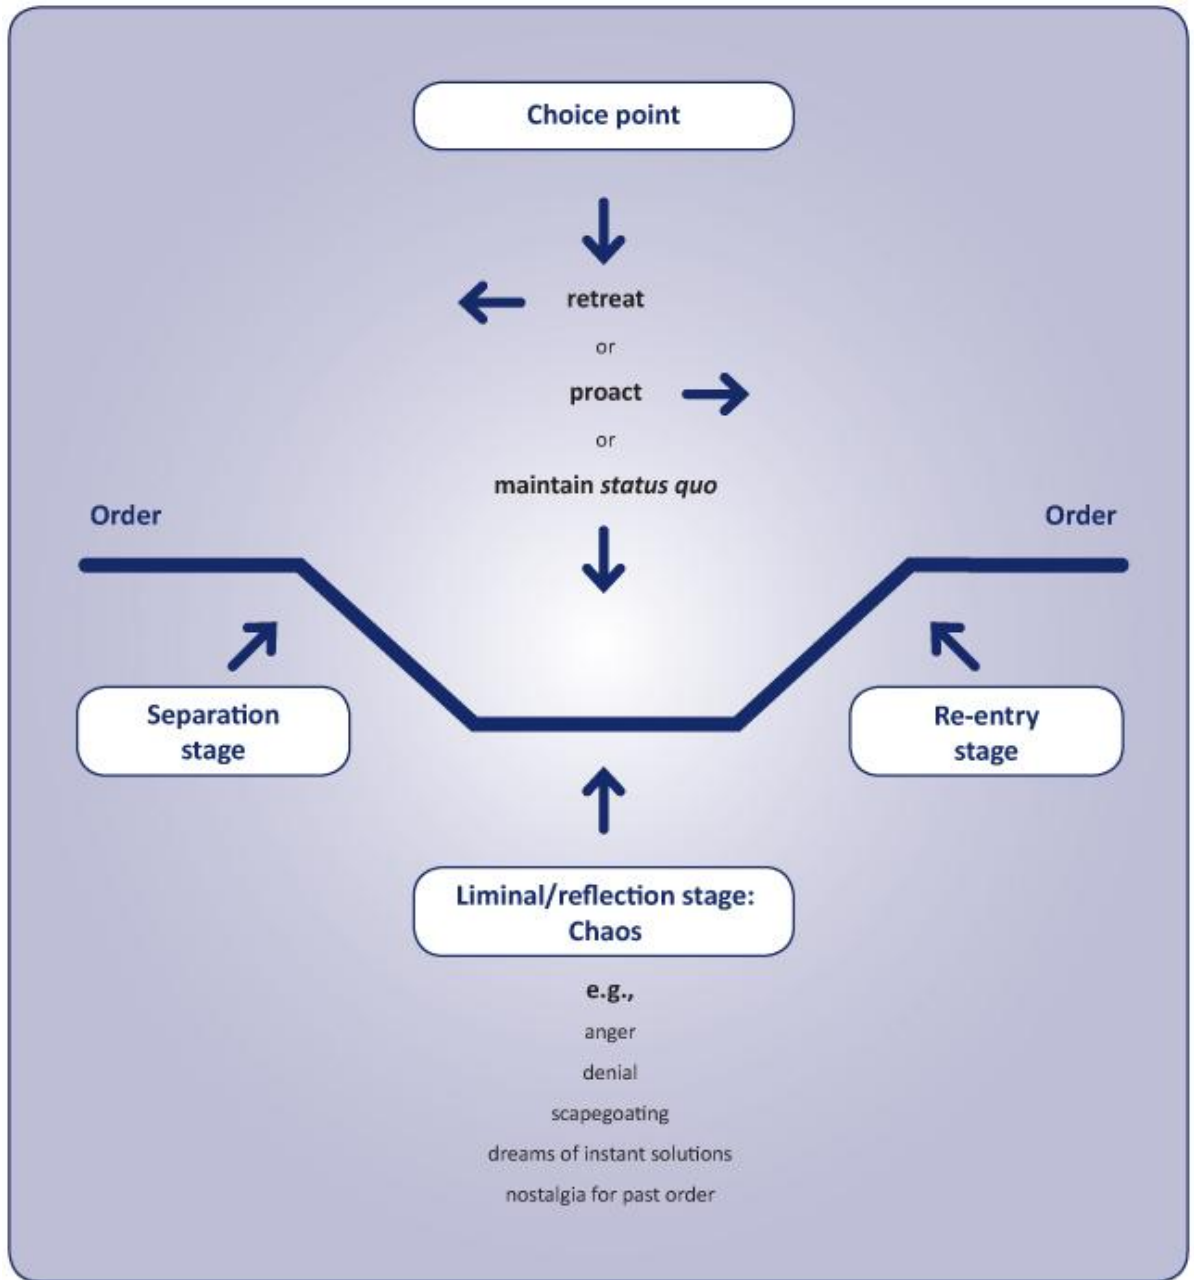 Choice point
retreat
or
proact
or
maintain status quo
Order
Order
Separation
stage
Re-entry
stage
Liminal/reflection stage:
Chaos
e.g.,
anger
denial
scapegoating
dreams of instant solutions
nostalgia for past order